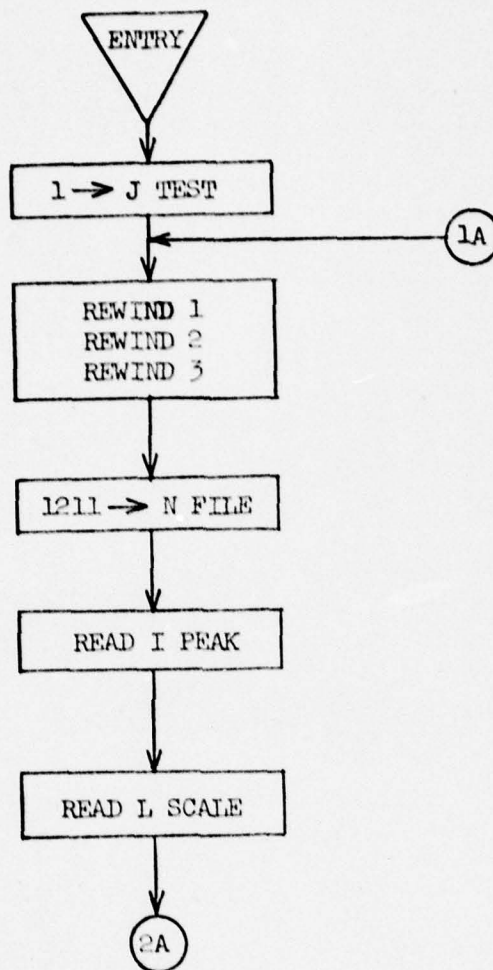 ENTRY
1 → J TEST
1A
REWIND 1
REWIND 2
REWIND 3
1211 → N FILE
READ I PEAK
READ L SCALE
2A